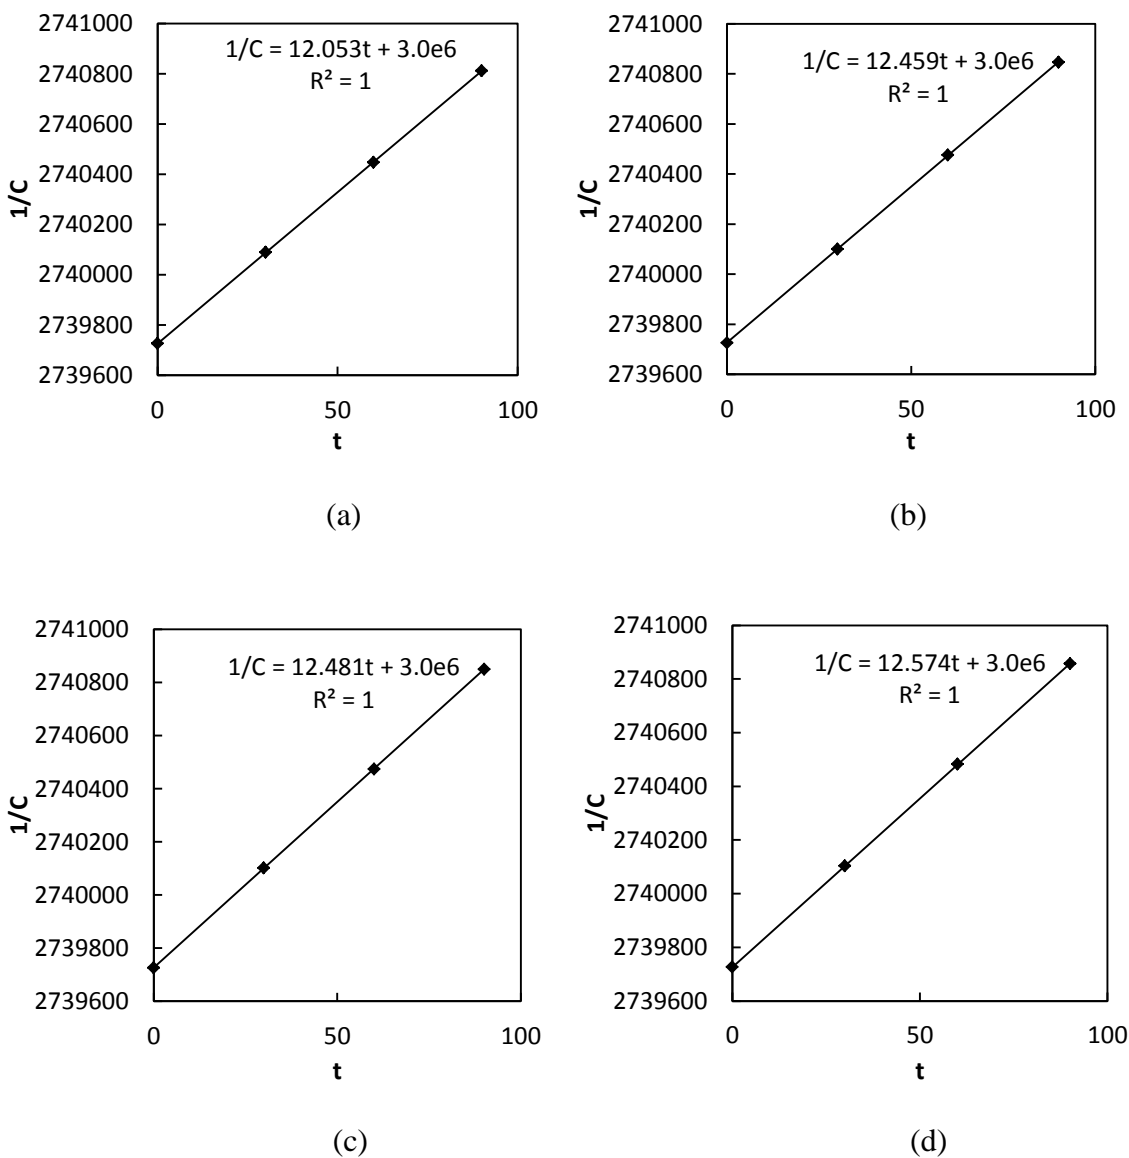 1/C
2741000
2740800
2740600
2740400
2740200
2740000
2739800
2739600
1/C = 12.053t + 3.0e6
R² = 1
0
50
100
t
(a)
1/C
2741000
2740800
2740600
2740400
2740200
2740000
2739800
2739600
1/C = 12.459t + 3.0e6
R² = 1
0
50
100
t
(b)
1/C
2741000
2740800
2740600
2740400
2740200
2740000
2739800
2739600
1/C = 12.481t + 3.0e6
R² = 1
0
50
100
t
(c)
1/C
2741000
2740800
2740600
2740400
2740200
2740000
2739800
2739600
1/C = 12.574t + 3.0e6
R² = 1
0
50
100
t
(d)